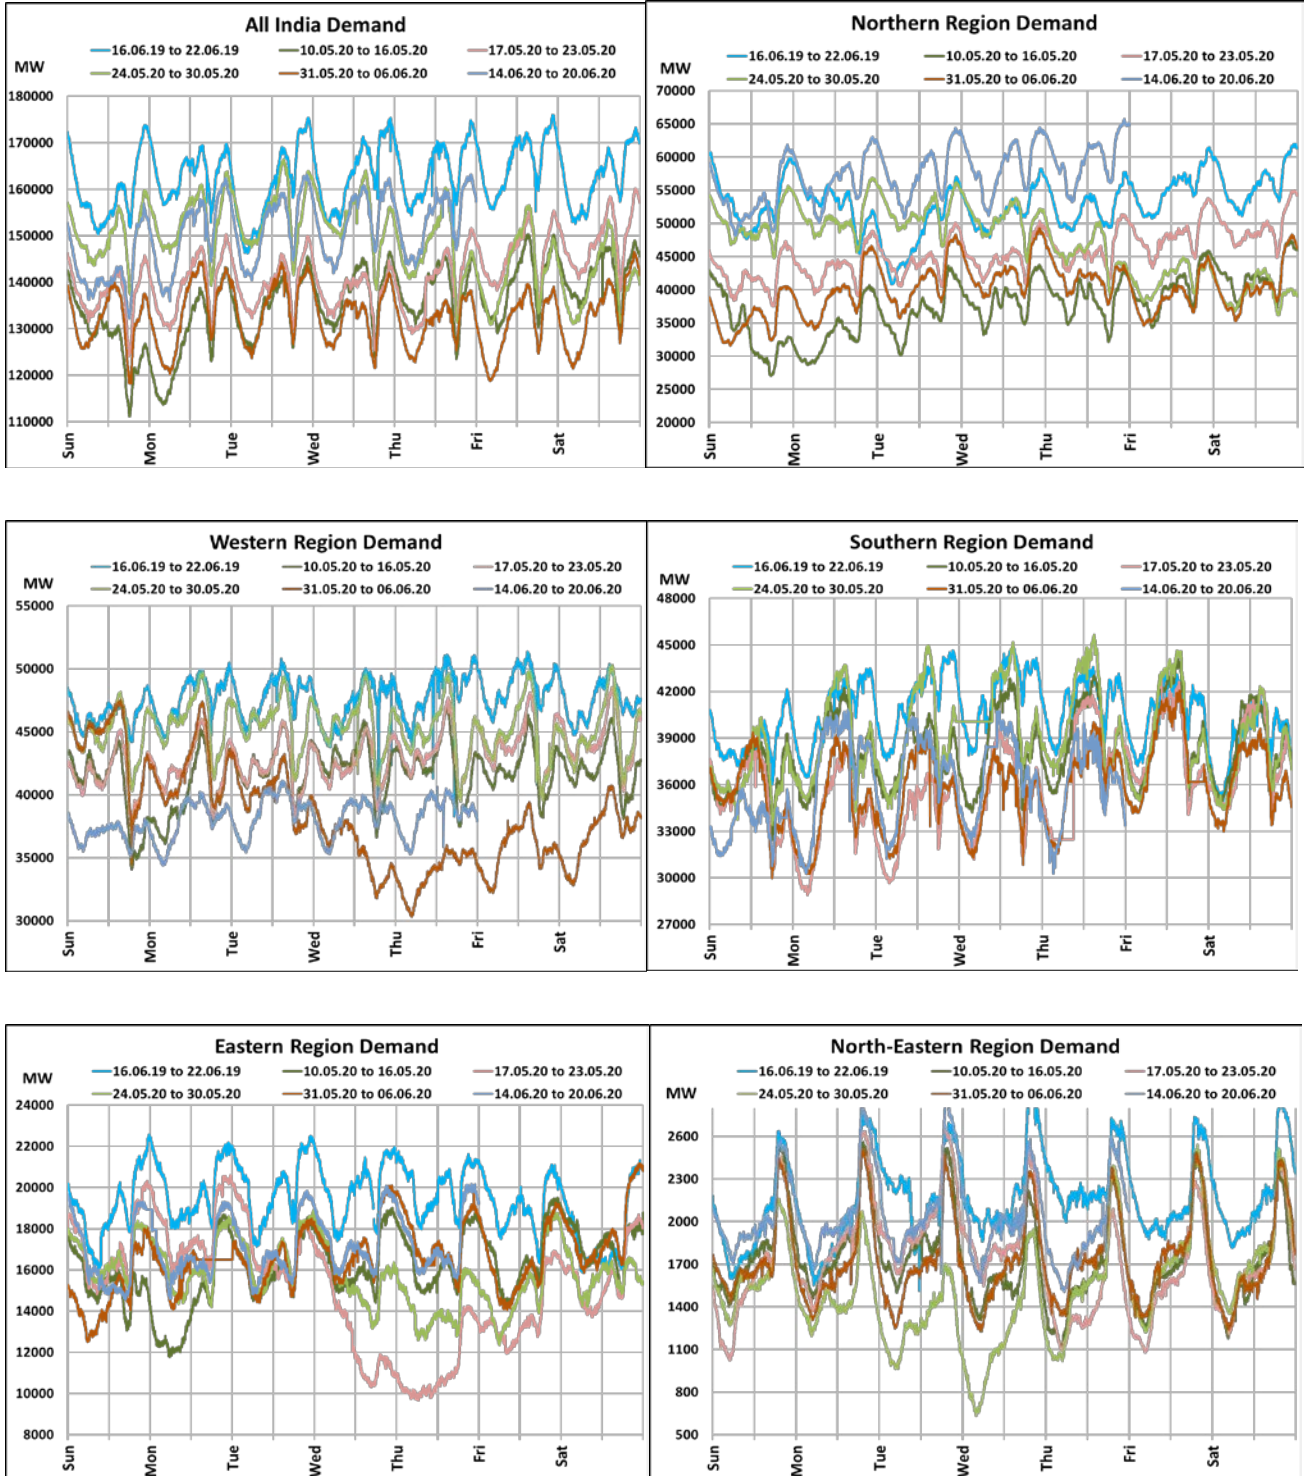 All India Demand
16.06.19 to 22.06.19 10.05.20 to 16.05.20 17.05.20 to 23.05.20
MW
24.05.20 to 30.05.20 31.05.20 to 06.06.20 14.06.20 to 20.06.20
180000
170000
160000
150000
140000
130000
120000
110000
Sun Mon Tue Wed Thu Fri Sat
Northern Region Demand
MW
16.06.19 to 22.06.19 10.05.20 to 16.05.20 17.05.20 to 23.05.20
24.05.20 to 30.05.20 31.05.20 to 06.06.20 14.06.20 to 20.06.20
70000
65000
60000
55000
50000
45000
40000
35000
30000
25000
20000
Sun Mon Tue Wed Thu Fri Sat
Western Region Demand
16.06.19 to 22.06.19 10.05.20 to 16.05.20 17.05.20 to 23.05.20
MW
24.05.20 to 30.05.20 31.05.20 to 06.06.20 14.06.20 to 20.06.20
55000
50000
45000
40000
35000
30000
Sun Mon Tue Wed Thu Fri Sat
Southern Region Demand
16.06.19 to 22.06.19 10.05.20 to 16.05.20 17.05.20 to 23.05.20
MW
24.05.20 to 30.05.20 31.05.20 to 06.06.20 14.06.20 to 20.06.20
48000
45000
42000
39000
36000
33000
30000
27000
Sun Mon Tue Wed Thu Fri Sat
Eastern Region Demand
16.06.19 to 22.06.19 10.05.20 to 16.05.20 17.05.20 to 23.05.20
MW
24.05.20 to 30.05.20 31.05.20 to 06.06.20 14.06.20 to 20.06.20
24000
22000
20000
18000
16000
14000
12000
10000
8000
Sun Mon Tue Wed Thu Fri Sat
North-Eastern Region Demand
16.06.19 to 22.06.19 10.05.20 to 16.05.20 17.05.20 to 23.05.20
MW
24.05.20 to 30.05.20 31.05.20 to 06.06.20 14.06.20 to 20.06.20
2600
2300
2000
1700
1400
1100
800
500
Sun Mon Tue Wed Thu Fri Sat